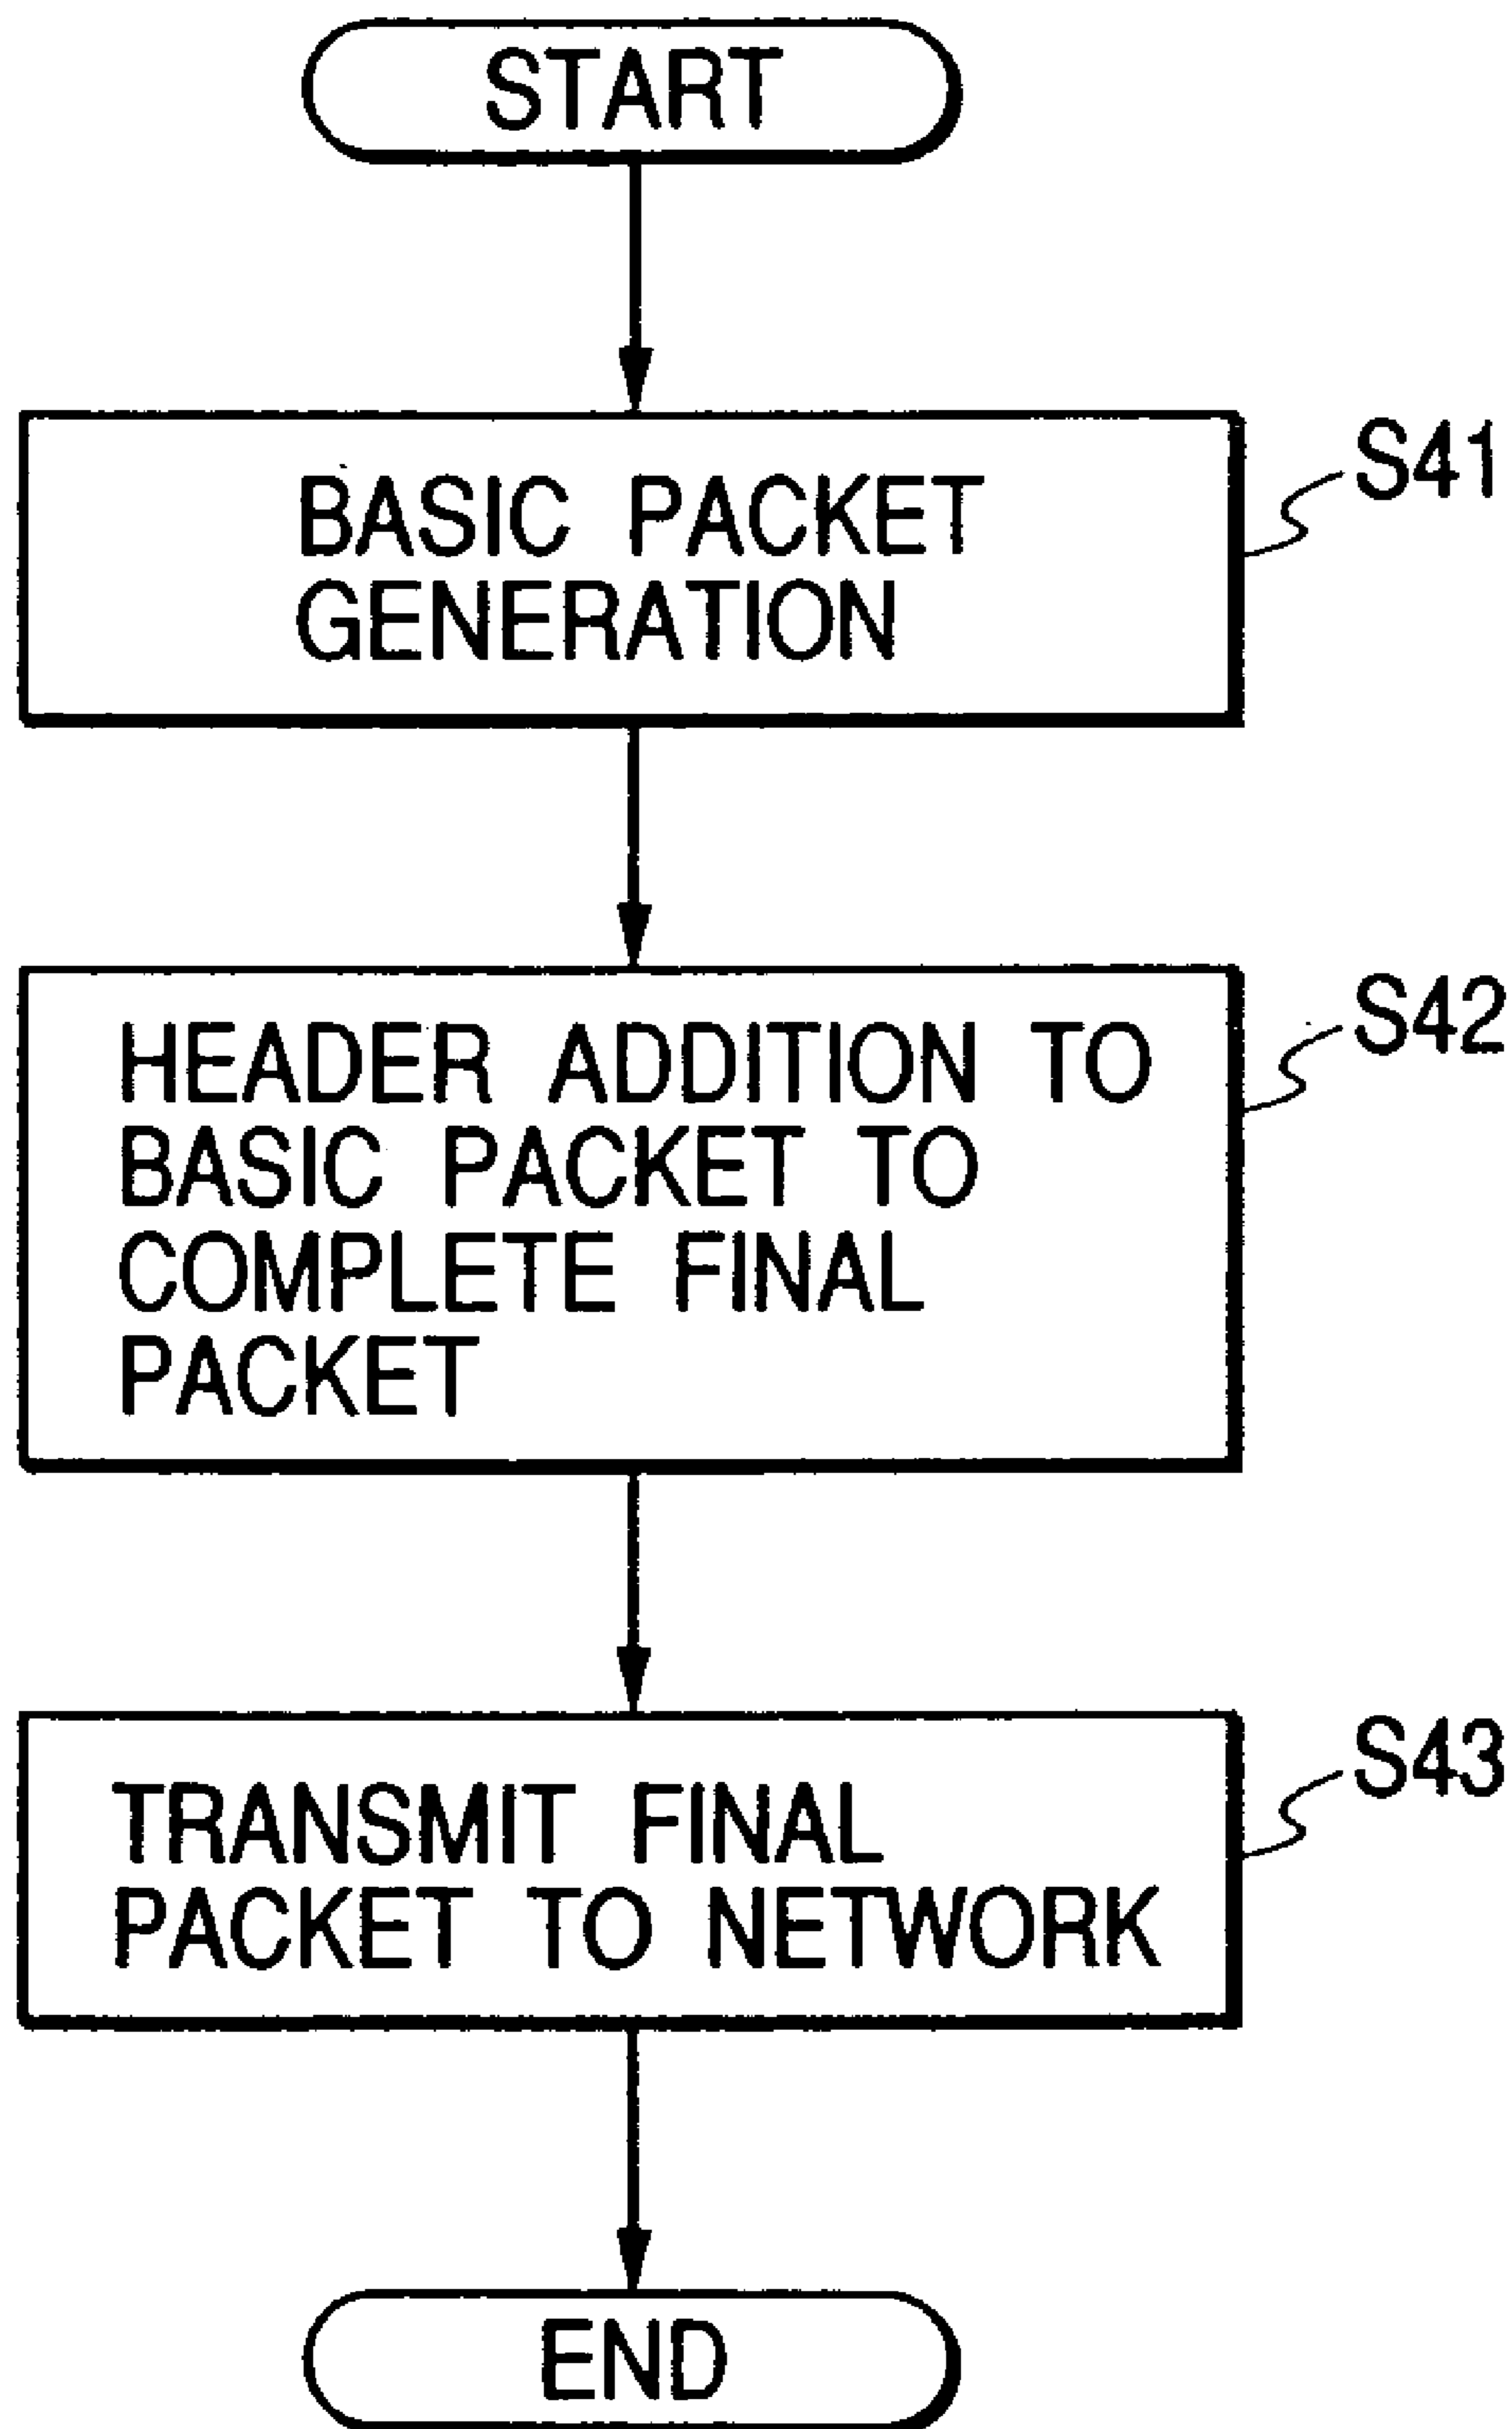 START
BASIC PACKET
GENERATION
S41
HEADER ADDITION TO
BASIC PACKET TO
COMPLETE FINAL
PACKET
S42
TRANSMIT FINAL
PACKET TO NETWORK
S43
END